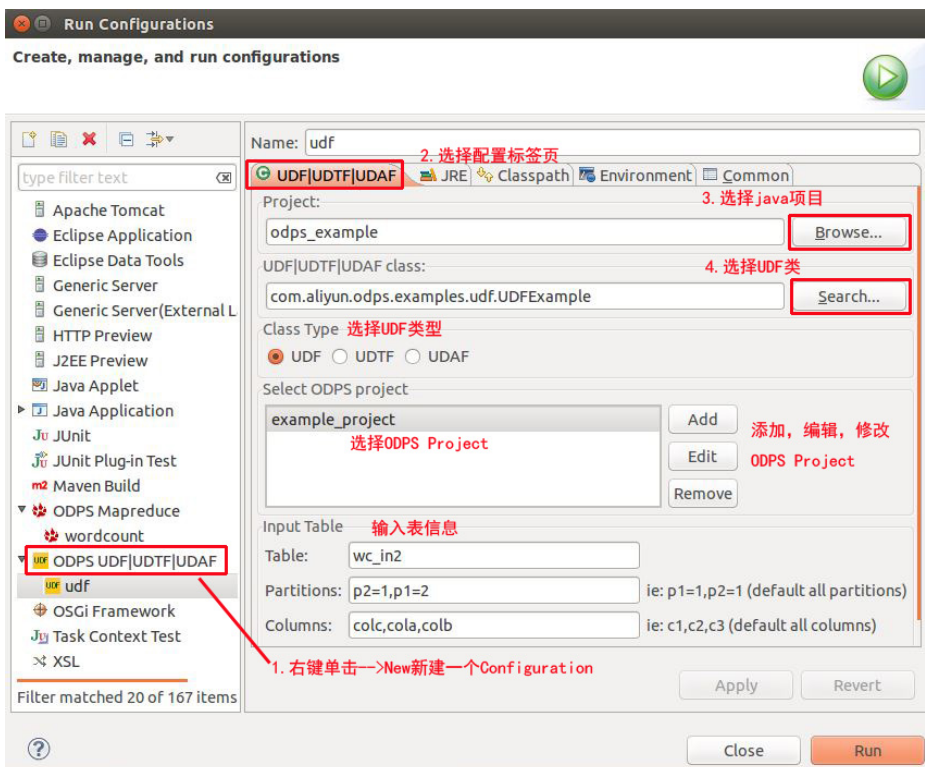 Run Configurations
Create, manage, and run configurations
Name: udf
2. 选择配置标签页
type filter text
UDF|UDTF|UDAF
JRE
Classpath
Environment
Common
Project:
3. 选择java项目
odps_example
Browse...
UDF|UDTF|UDAF class:
4. 选择UDF类
com.aliyun.odps.examples.udf.UDFExample
Search...
Class Type 选择UDF类型
UDF
UDTF
UDAF
Select ODPS project
example_project
选择ODPS Project
Add
Edit
Remove
添加, 编辑, 修改
ODPS Project
Input Table 输入表信息
Table: wc_in2
Partitions: p2=1,p1=2 ie: p1=1,p2=1 (default all partitions)
Columns: colc,cola,colb ie: c1,c2,c3 (default all columns)
Apache Tomcat
Eclipse Application
Eclipse Data Tools
Generic Server
Generic Server(External L
HTTP Preview
J2EE Preview
Java Applet
Java Application
Ju JUnit
JUnit Plug-in Test
m2 Maven Build
ODPS Mapreduce
wordcount
UDF ODPS UDF|UDTF|UDAF
UDF udf
OSGi Framework
Ju Task Context Test
XSL
1. 右键单击-->New新建一个Configuration
Filter matched 20 of 167 items
Apply
Revert
?
Close
Run